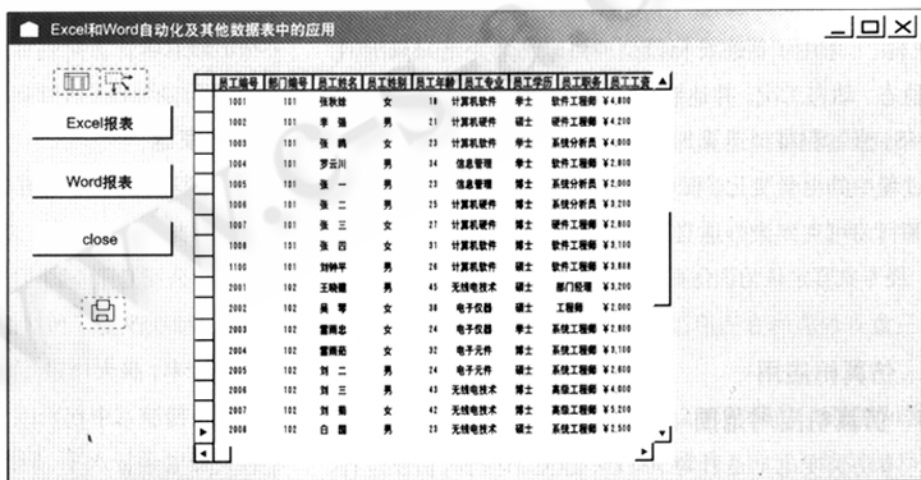 Excel和Word自动化及其他数据表中的应用
Excel报表
Word报表
close
员工编号 部门编号 员工姓名 员工性别 员工年龄 员工专业 员工学历 员工职务 员工工资
1001 101 张秋妹 女 18 计算机软件 学士 软件工程师 ¥4,800
1002 101 李 强 男 21 计算机硬件 硕士 硬件工程师 ¥4,200
1003 101 张 鸥 女 23 计算机软件 学士 系统分析员 ¥4,000
1004 101 罗云川 男 34 信息管理 学士 软件工程师 ¥2,800
1005 101 张 一 男 23 信息管理 博士 系统分析员 ¥2,000
1006 101 张 二 男 25 信息管理 博士 系统分析员 ¥3,200
1007 101 张 三 女 27 计算机硬件 博士 硬件工程师 ¥2,800
1008 101 张 四 女 31 计算机软件 博士 软件工程师 ¥3,100
1100 101 刘钟平 男 26 计算机软件 硕士 软件工程师
2001 102 王晓 男 45 无线电技术 硕士 部门经理 ¥3,200
2002 102 吴 琴 女 38 电子仪器 硕士 工程师 ¥2,000
2003 102 雷雨忠 女 24 电子仪器 学士 系统工程师 ¥2,800
2004 102 雷雨茹 女 32 电子元件 博士 系统工程师 ¥3,100
2005 102 刘 二 男 24 电子元件 硕士 系统工程师 ¥2,600
2006 102 刘 三 男 43 无线电技术 博士 高级工程师 ¥4,000
2007 102 刘 菊 女 42 无线电技术 博士 高级工程师 ¥5,200
2008 102 白 国 男 23 无线电技术 硕士 系统工程师 ¥2,500